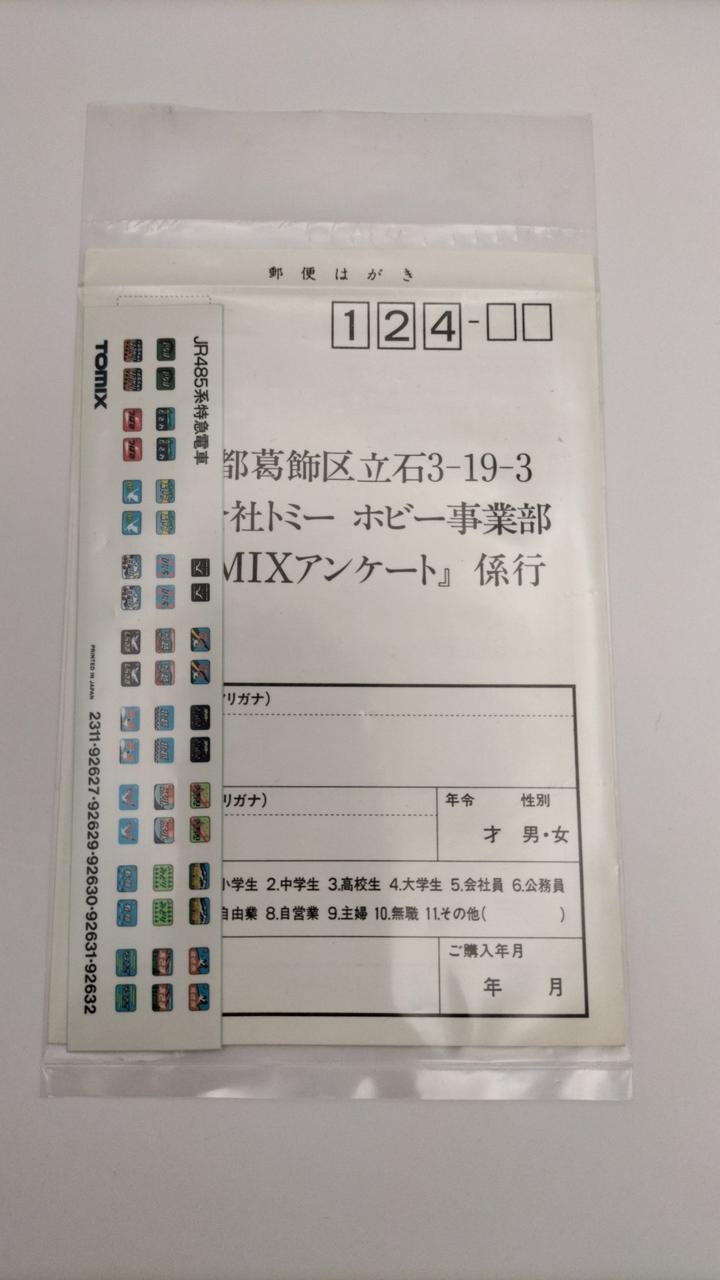 郵便はがき
124-
都葛飾区立石3-19-3
社トミー ホビー事業部
MIXアンケート』係行
リガナ)
リガナ)
年令 性別
才 男・女
小学生 2.中学生 3.高校生 4.大学生 5.会社員 6.公務員
自由業 8.自営業 9.主婦 10.無職 11.その他( )
ご購入年月
年 月
JR485系特急電車
TOMIX
PRINTED IN JAPAN
2311・92627・92629・92630・92631・92632